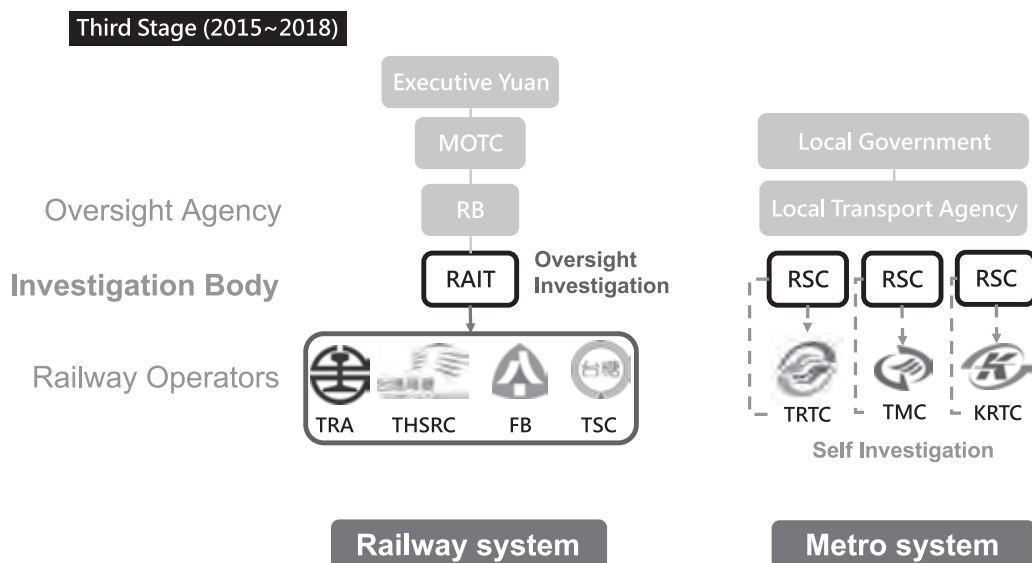 Third Stage (2015~2018)
Executive Yuan
MOTC
Local Government
Oversight Agency
RB
Local Transport Agency
Investigation Body
RAIT
Oversight
Investigation
RSC
RSC
RSC
Railway Operators
台糖
K
TRA
THSRC
FB
TSC
TRTC
TMC
KRTC
Self Investigation
Railway system
Metro system